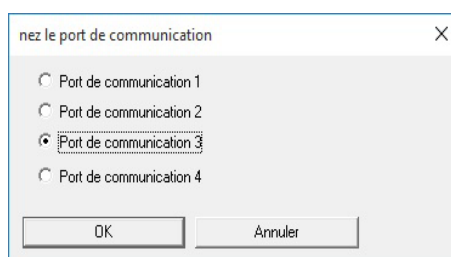 nez le port de communication
Port de communication 1
Port de communication 2
Port de communication 3
Port de communication 4
OK
Annuler